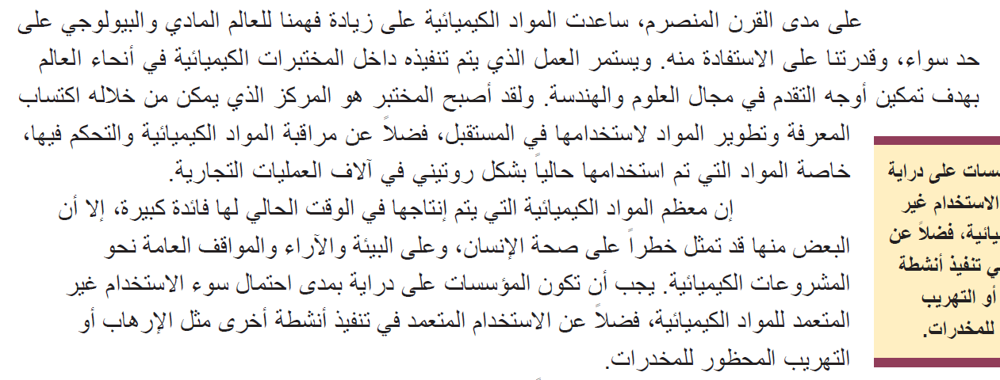 على مدى القرن المنصرم، ساعدت المواد الكيميائية على زيادة فهمنا للعالم المادي والبيولوجي على
حد سواء، وقدرتنا على الاستفادة منه. ويستمر العمل الذي يتم تنفيذه داخل المختبرات الكيميائية في أنحاء العالم
بهدف تمكين أوجه التقدم في مجال العلوم والهندسة. ولقد أصبح المختبر هو المركز الذي يمكن من خلاله اكتساب
المعرفة وتطوير المواد لاستخدامها في المستقبل، فضلاً عن مراقبة المواد الكيميائية والتحكم فيها،
خاصة المواد التي تم استخدامها حالياً بشكل روتيني في آلاف العمليات التجارية.
إن معظم المواد الكيميائية التي يتم إنتاجها في الوقت الحالي لها فائدة كبيرة، إلا أن
البعض منها قد تمثل خطراً على صحة الإنسان، وعلى البيئة والآراء والمواقف العامة نحو
المشروعات الكيميائية. يجب أن تكون المؤسسات على دراية بمدى احتمال سوء الاستخدام غير
المتعمد للمواد الكيميائية، فضلاً عن الاستخدام المتعمد في تنفيذ أنشطة أخرى مثل الإرهاب أو
التهريب المحظور للمخدرات.
على دراية
الاستخدام غير
فضلاً عن
تنفيذ أنشطة
أو التهريب
للمخدرات.